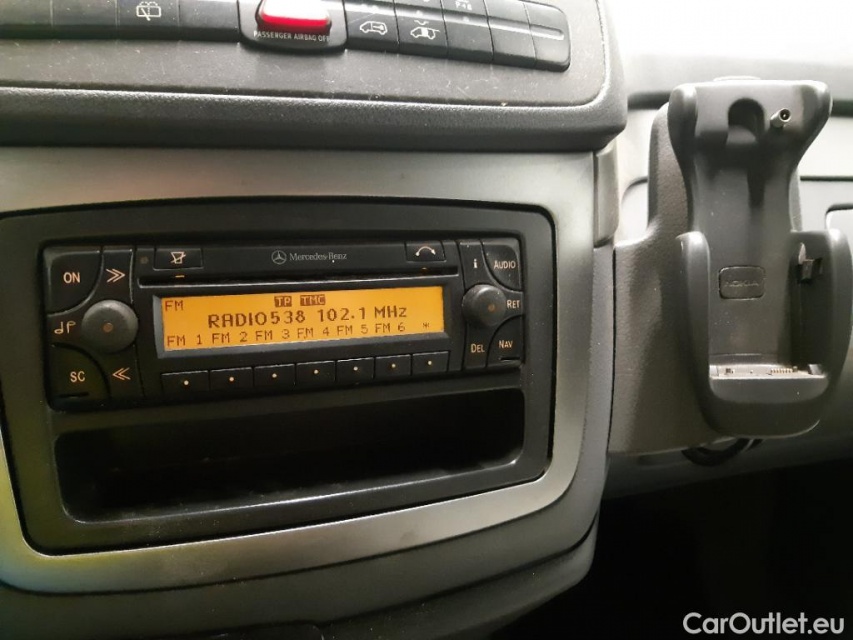 PASSENGER AIRBAG OFF
Mercedes-Benz
ON
i
AUDIO
FM
TP TMC
RADIO538 102.1 MHz
FM 1 FM 2 FM 3 FM 4 FM 5 FM 6
RET
SC
DEL
NAV
NOKIA
CarOutlet.eu